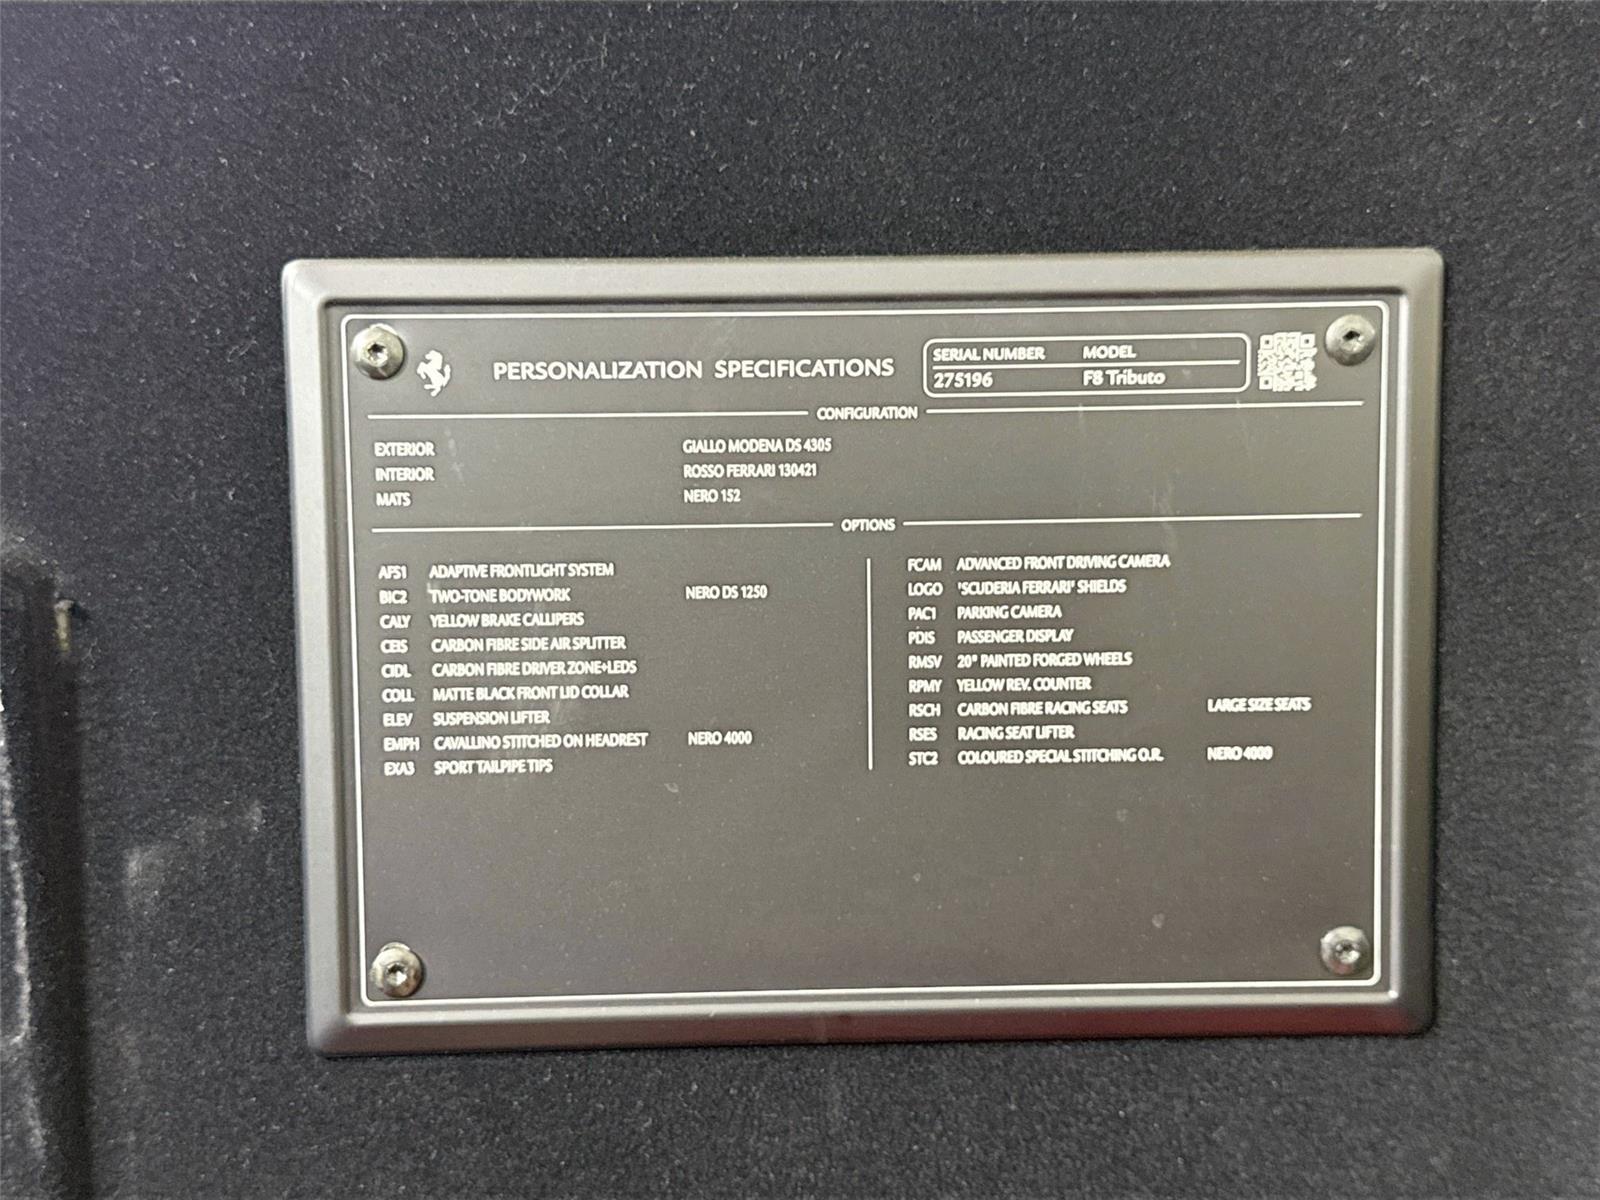 PERSONALIZATION SPECIFICATIONS
SERIAL NUMBER MODEL
275196 F8 Tributo
CONFIGURATION
EXTERIOR GIALLO MODENA DS 4305
INTERIOR ROSSO FERRARI 130421
MATS NERO 152
OPTIONS
AFS1 ADAPTIVE FRONTLIGHT SYSTEM
BIC2 TWO-TONE BODYWORK NERO DS 1250
CALY YELLOW BRAKE CALLIPERS
CEIS CARBON FIBRE SIDE AIR SPLITTER
CIDL CARBON FIBRE DRIVER ZONE+LEDS
COLL MATTE BLACK FRONT LID COLLAR
ELEV SUSPENSION LIFTER
EMPH CAVALLINO STITCHED ON HEADREST NERO 4000
EXA3 SPORT TAILPIPE TIPS
FCAM ADVANCED FRONT DRIVING CAMERA
LOGO 'SCUDERIA FERRARI' SHIELDS
PAC1 PARKING CAMERA
PDIS PASSENGER DISPLAY
RMSV 20" PAINTED FORGED WHEELS
RPMY YELLOW REV. COUNTER
RSCH CARBON FIBRE RACING SEATS LARGE SIZE SEATS
RSES RACING SEAT LIFTER
STC2 COLOURED SPECIAL STITCHING O.R. NERO 4000